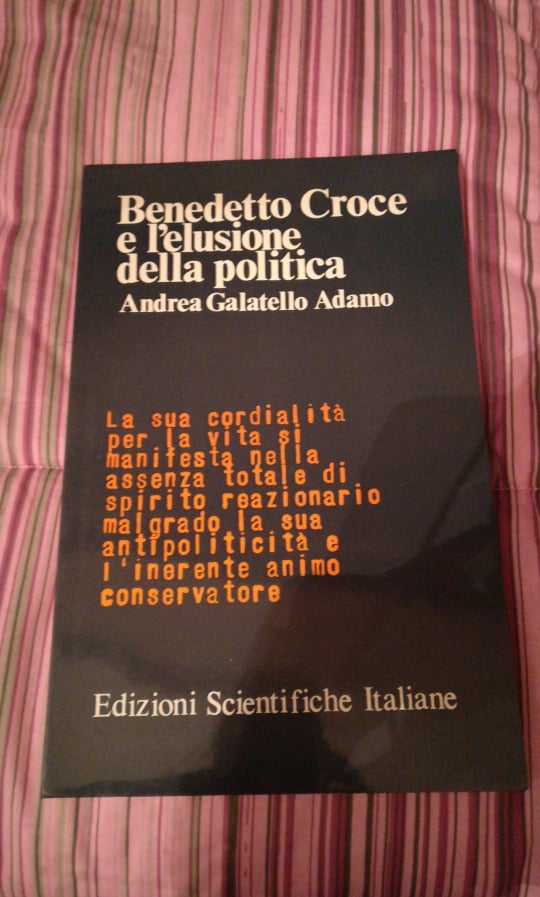 Benedetto Croce
e l'elusione
della politica
Andrea Galatello Adamo
La sua cordialità
per la vita si
manifesta nella
assenza totale di
spirito reazionario
malgrado la sua
antipoliticità e
l'inerente animo
conservatore
Edizioni Scientifiche Italiane